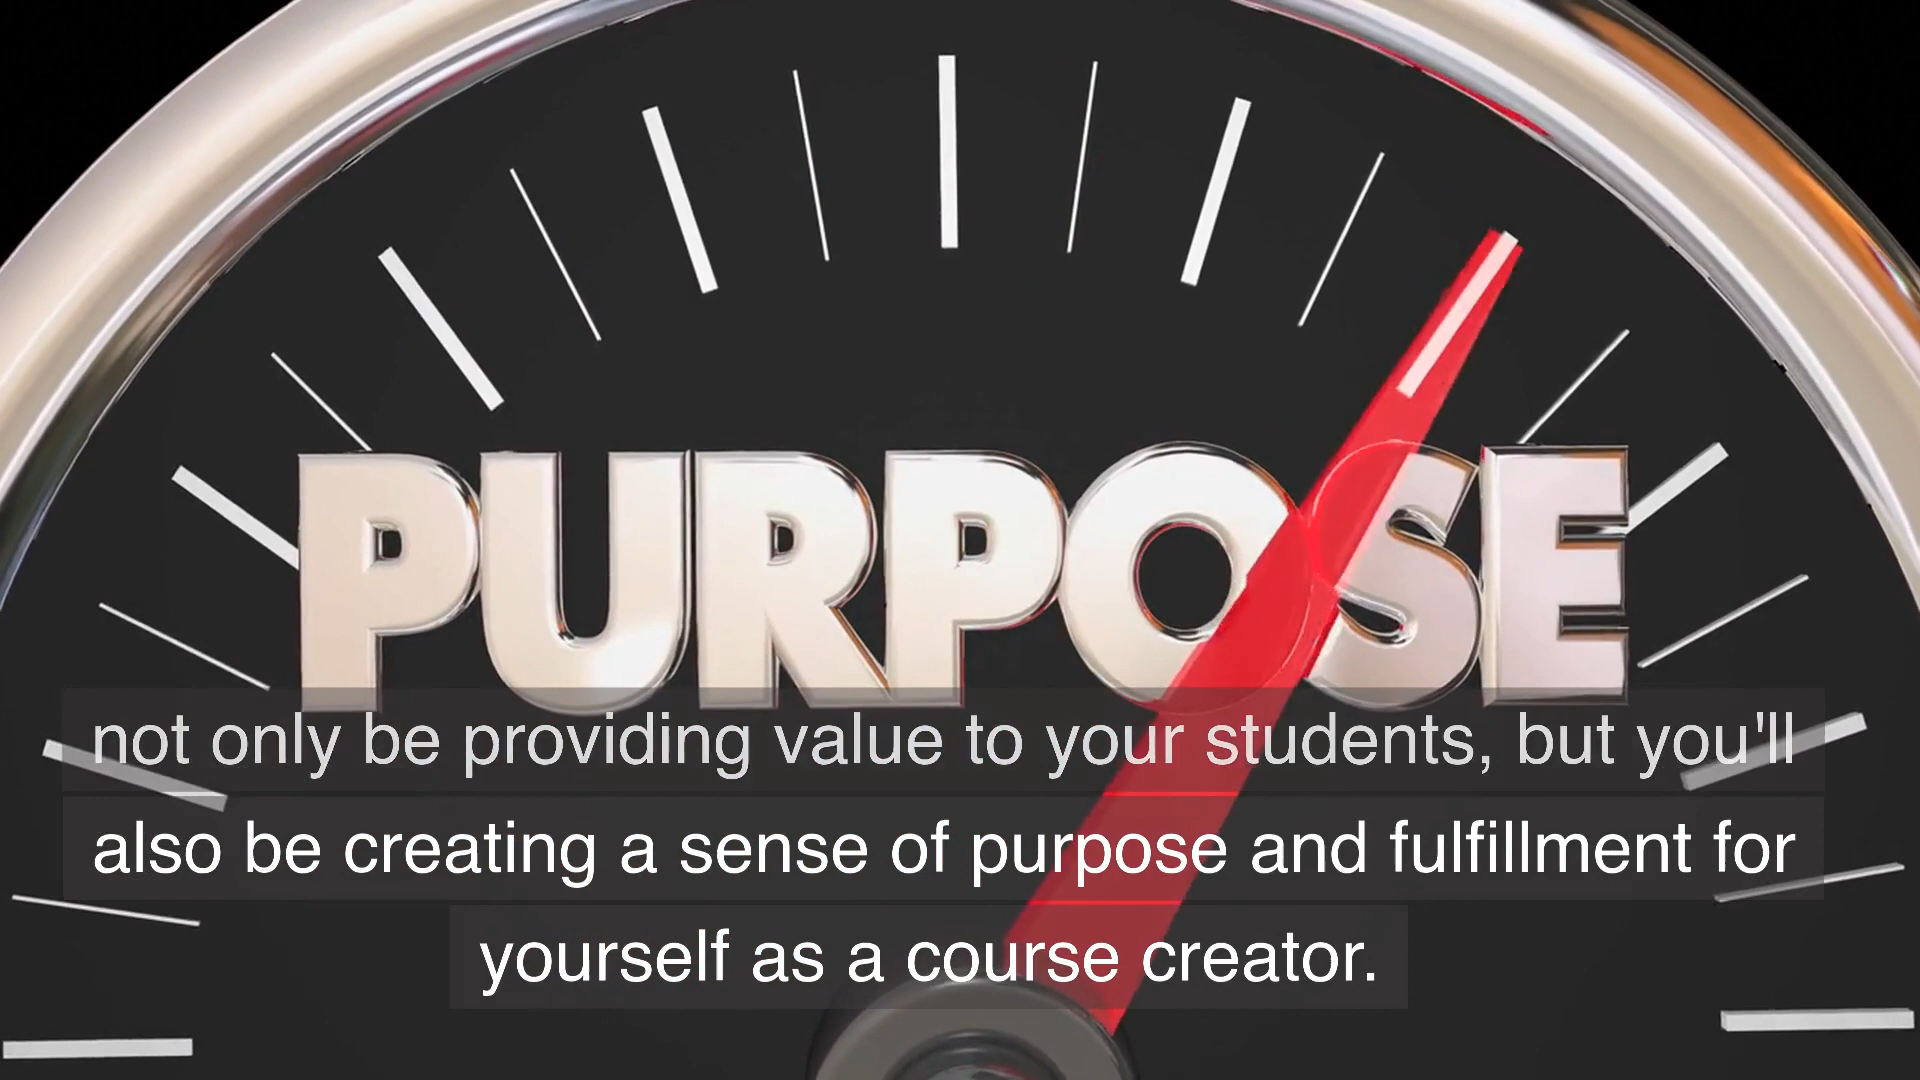 PURPOSE
not only be providing value to your students, but you'll
also be creating a sense of purpose and fulfillment for
yourself as a course creator.